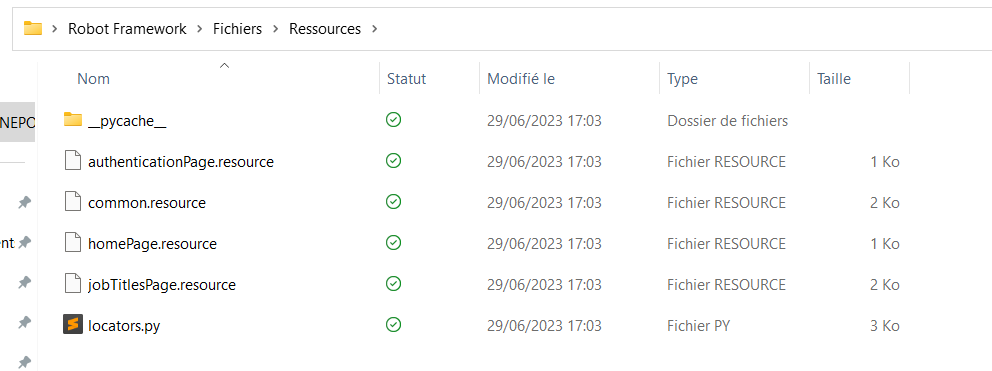 Robot Framework > Fichiers > Ressources >
Nom Statut Modifié le Type Taille
NEPO
__pycache__ 29/06/2023 17:03 Dossier de fichiers
authenticationPage.resource 29/06/2023 17:03 Fichier RESOURCE 1 Ko
common.resource 29/06/2023 17:03 Fichier RESOURCE 2 Ko
ent homePage.resource 29/06/2023 17:03 Fichier RESOURCE 1 Ko
jobTitlesPage.resource 29/06/2023 17:03 Fichier RESOURCE 2 Ko
locators.py 29/06/2023 17:03 Fichier PY 3 Ko